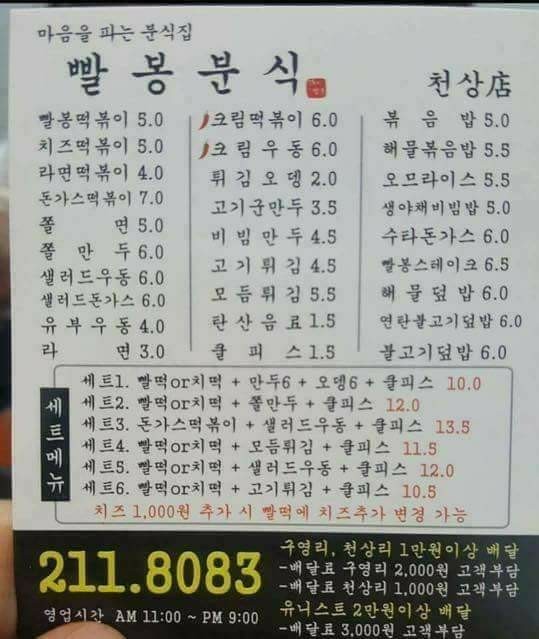 마음을 파는 분식집
빨봉분식 천상店
빨봉떡볶이 5.0
치즈떡볶이 5.0
라면떡볶이 4.0
돈가스떡볶이 7.0
쫄 면 5.0
쫄 만 두 6.0
샐러드우동 6.0
샐러드돈가스 6.0
유부우동 4.0
라 면 3.0
크림떡볶이 6.0
크림우동 6.0
튀김오뎅 2.0
고기군만두 3.5
비빔만두 4.5
고기튀김 4.5
모듬튀김 5.5
탄산음료 1.5
쿨 피 스 1.5
볶 음 밥 5.0
해물볶음밥 5.5
오므라이스 5.5
생야채비빔밥 5.0
수타돈가스 6.0
빨봉스테이크 6.5
해물덮밥 6.0
연탄불고기덮밥 6.0
불고기덮밥 6.0
세트메뉴
세트1. 빨떡or치떡 + 만두6 + 오뎅6 + 쿨피스 10.0
세트2. 빨떡or치떡 + 쫄만두 + 쿨피스 12.0
세트3. 돈가스떡볶이 + 샐러드우동 + 쿨피스 13.5
세트4. 빨떡or치떡 + 모듬튀김 + 쿨피스 11.5
세트5. 빨떡or치떡 + 샐러드우동 + 쿨피스 12.0
세트6. 빨떡or치떡 + 고기튀김 + 쿨피스 10.5
치즈 1,000원 추가 시 빨떡에 치즈추가 변경 가능
211.8083
영업시간 AM 11:00 ~ PM 9:00
구영리, 천상리 1만원이상 배달
-배달료 구영리 2,000원 고객부담
-배달료 천상리 1,000원 고객부담
유니스트 2만원이상 배달
-배달료 3,000원 고객부담